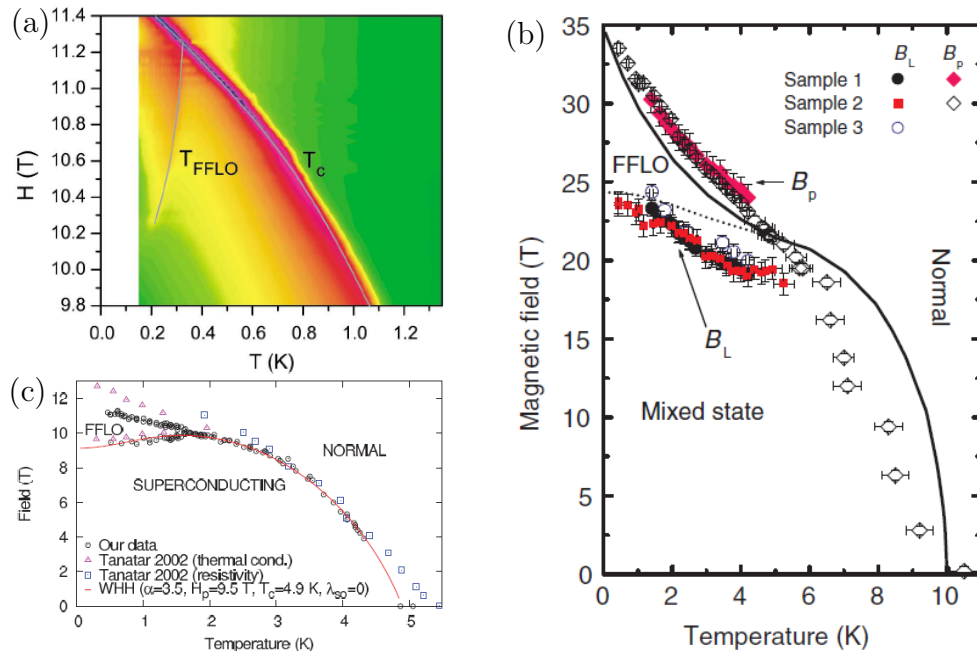 (a)
11.4
11.2
11.0
10.8
10.6
10.4
10.2
10.0
9.8
H (T)
T_FFLO
T_c
0.0 0.2 0.4 0.6 0.8 1.0 1.2
T (K)
(b)
B_L B_p
Sample 1
Sample 2
Sample 3
35
30
25
20
15
10
5
0
Magnetic field (T)
FFLO
B_p
B_L
Normal
Mixed state
0 2 4 6 8 10
Temperature (K)
(c)
12
10
8
6
4
2
0
Field (T)
FFLO
NORMAL
SUPERCONDUCTING
Our data
Tanatar 2002 (thermal cond.)
Tanatar 2002 (resistivity)
WHH (α=3.5, H_p=9.5 T, T_c=4.9 K, λ_so=0)
0 1 2 3 4 5
Temperature (K)